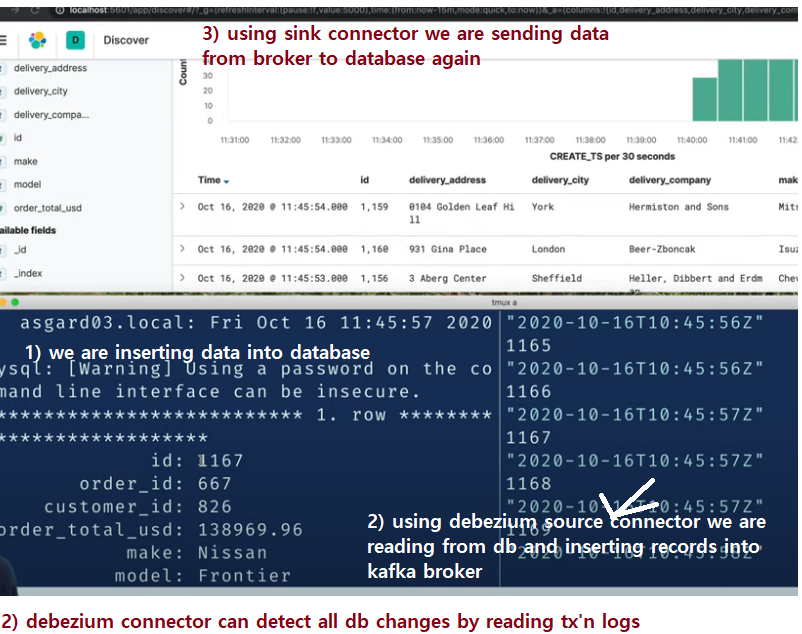 localhost:5601/app/discover#/?_g=(refreshInterval:(pause:!f,value:5000),time:(from:now-15m,mode:quick,to:now))&_a=(columns:!(id,delivery_address,delivery_city,delivery_com
D Discover
3) using sink connector we are sending data
from broker to database again
delivery_address
delivery_city
delivery_compa...
id
make
model
order_total_usd
ailable fields
_id
_index
Count
30
20
10
0
11:31:00 11:32:00 11:33:00 11:34:00 11:35:00 11:36:00 11:37:00 11:38:00 11:39:00 11:40:00 11:41:00 11:42
CREATE_TS per 30 seconds
Time id delivery_address delivery_city delivery_company mak
Oct 16, 2020 @ 11:45:54.000 1,159 0104 Golden Leaf Hi York Hermiston and Sons Mits
ll
Oct 16, 2020 @ 11:45:54.000 1,160 931 Gina Place London Beer-Zboncak Isuz
Oct 16, 2020 @ 11:45:53.000 1,156 3 Aberg Center Sheffield Heller, Dibbert and Erdm Chev
an
tmux a
asgard03.local: Fri Oct 16 11:45:57 2020
1) we are inserting data into database
ysql: [Warning] Using a password on the co
mand line interface can be insecure.
*************************** 1. row ********
*******************
id: 1167
order_id: 667
customer_id: 826
order_total_usd: 138969.96
make: Nissan
model: Frontier
"2020-10-16T10:45:56Z"
1165
"2020-10-16T10:45:56Z"
1166
"2020-10-16T10:45:57Z"
1167
"2020-10-16T10:45:57Z"
1168
"2020-10-16T10:45:57Z"
1169
"2020-10-16T10:45:58Z"
2) using debezium source connector we are
reading from db and inserting records into
kafka broker
2) debezium connector can detect all db changes by reading tx'n logs